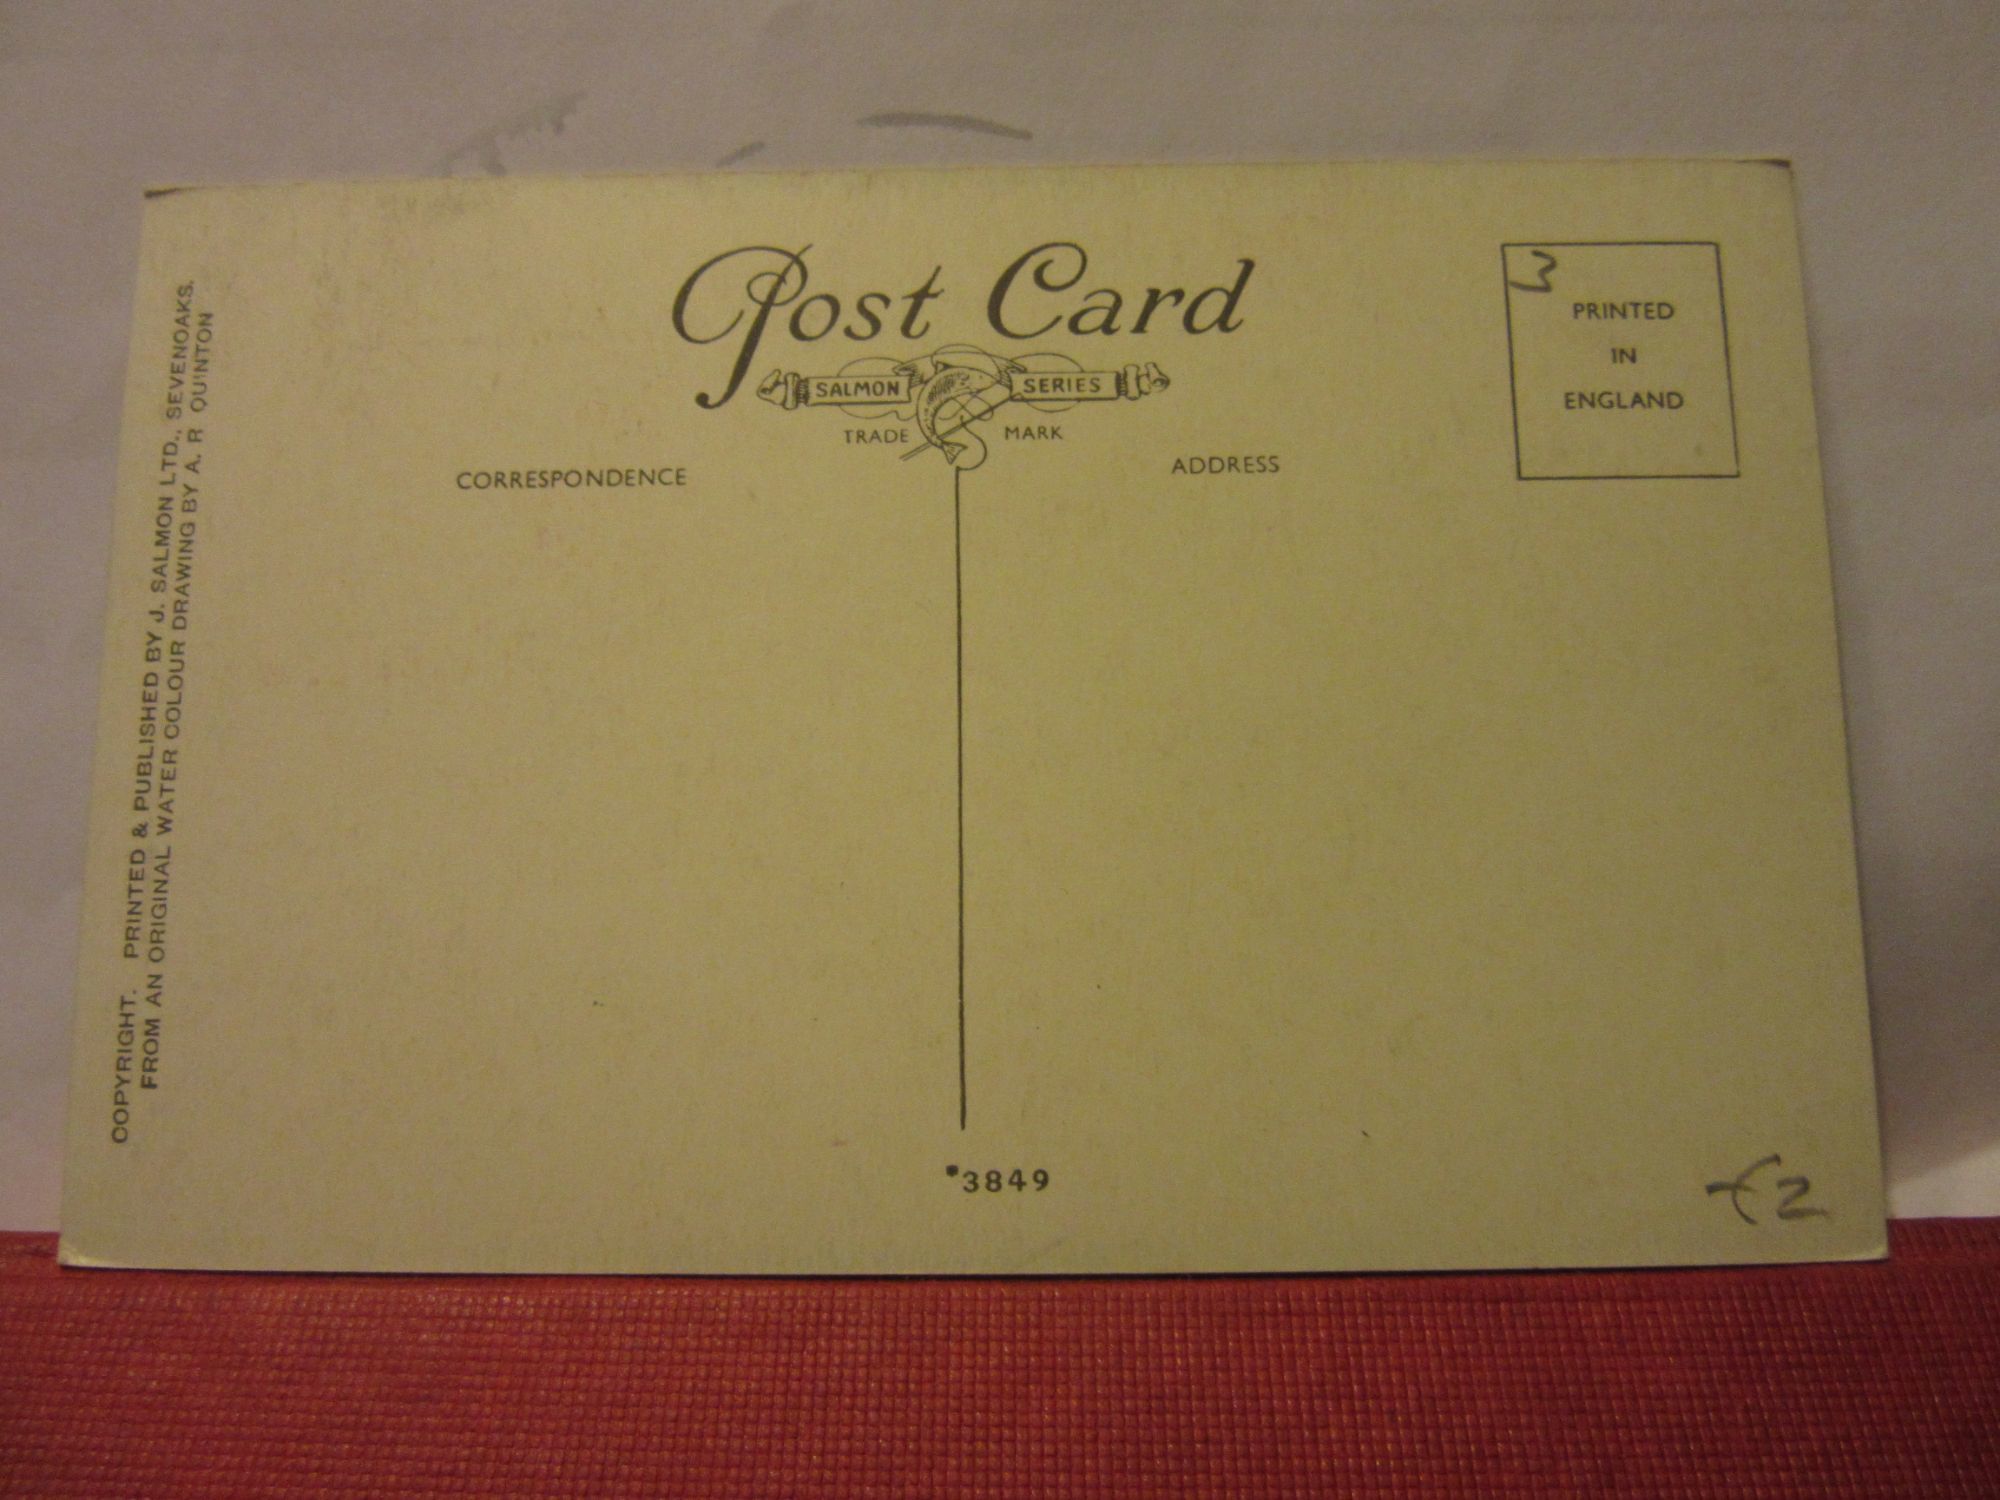 Post Card
SALMON SERIES
TRADE MARK
CORRESPONDENCE
ADDRESS
3
PRINTED
IN
ENGLAND
COPYRIGHT. PRINTED & PUBLISHED BY J. SALMON LTD., SEVENOAKS.
FROM AN ORIGINAL WATER COLOUR DRAWING BY A. R QUINTON
*3849
£2